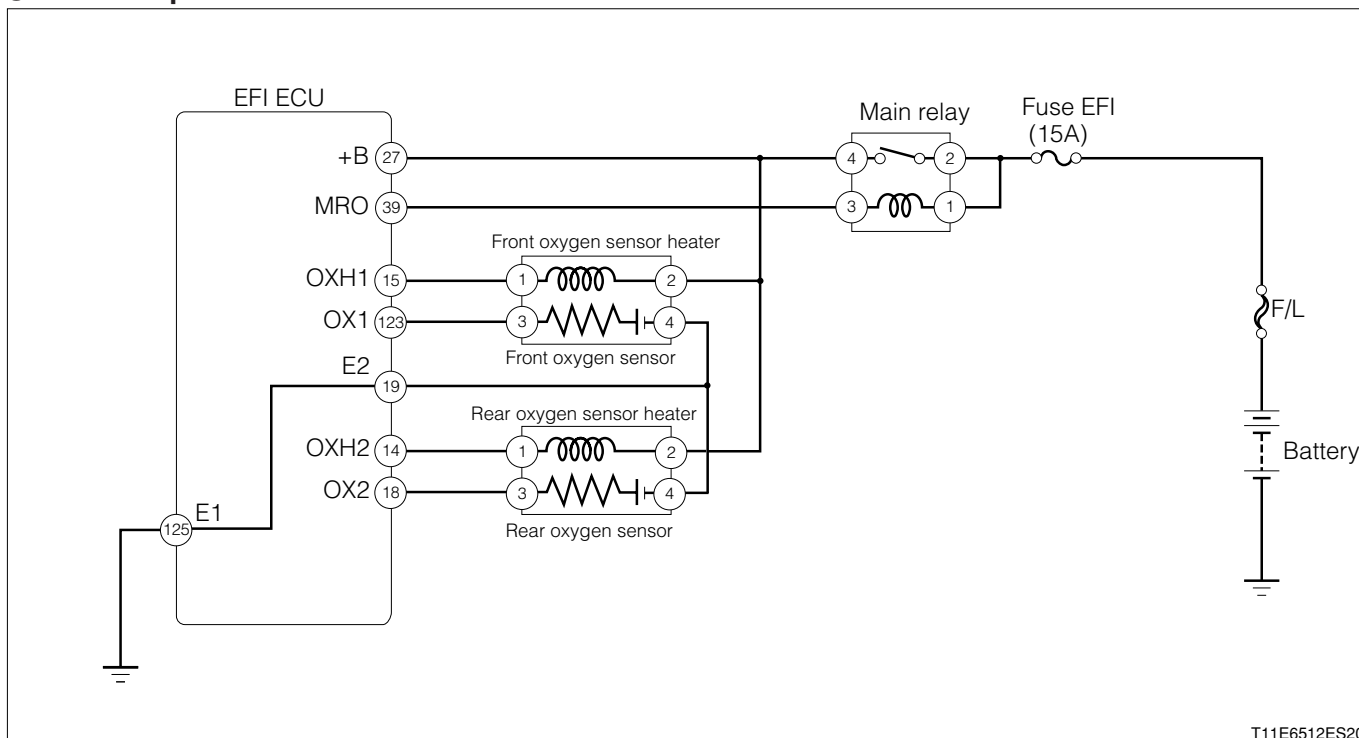 EFI ECU
Main relay
Fuse EFI
(15A)
+B 27
4 2
MRO 39
3 1
Front oxygen sensor heater
OXH1 15
1 2
OX1 123
3 4
Front oxygen sensor
E2
19
F/L
Rear oxygen sensor heater
OXH2 14
1 2
OX2 18
3 4
Rear oxygen sensor
Battery
E1
125
T11E6512ES20